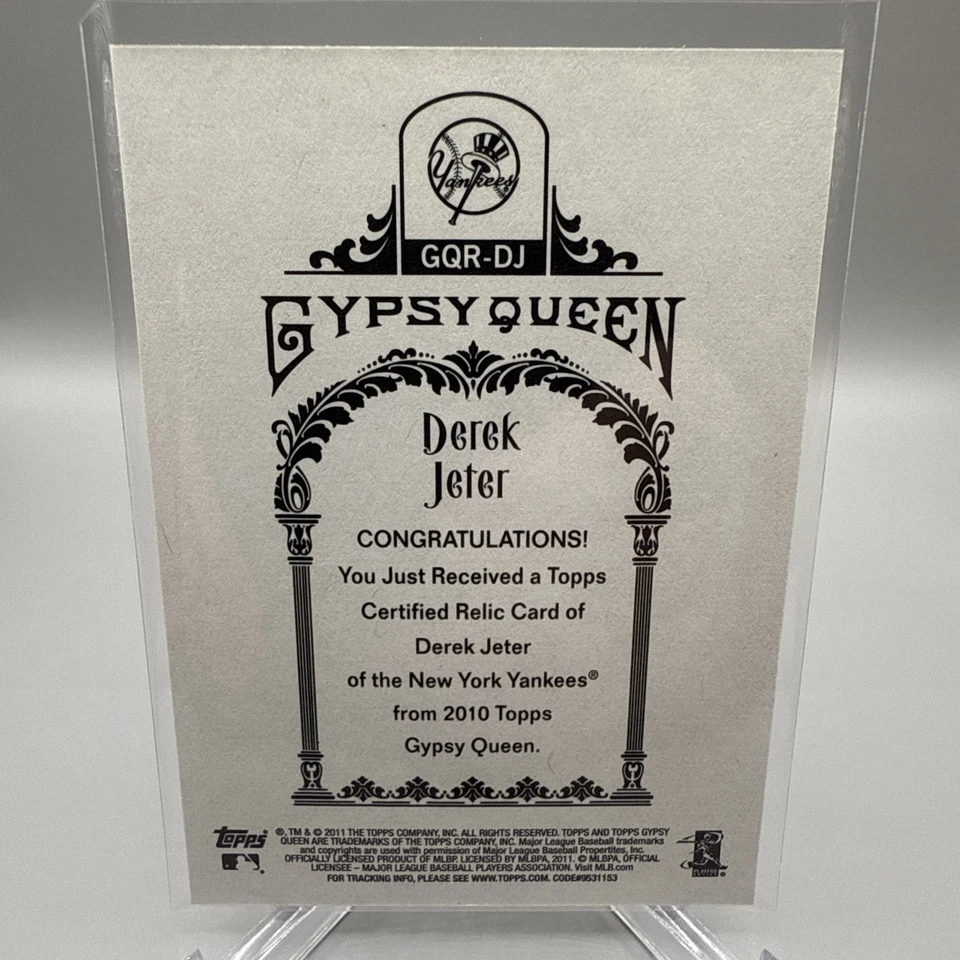 Yankees
GQR-DJ
GYPSY QUEEN
Derek
Jeter
CONGRATULATIONS!
You Just Received a Topps
Certified Relic Card of
Derek Jeter
of the New York Yankees®
from 2010 Topps
Gypsy Queen.
Topps
®, TM & © 2011 THE TOPPS COMPANY, INC. ALL RIGHTS RESERVED. TOPPS AND TOPPS GYPSY
QUEEN ARE TRADEMARKS OF THE TOPPS COMPANY, INC. Major League Baseball trademarks
and copyrights are used with permission of Major League Baseball Propertites, Inc.
OFFICIALLY LICENSED PRODUCT OF MLBP. LICENSED BY MLBPA, 2011. © MLBPA, OFFICIAL
LICENSEE – MAJOR LEAGUE BASEBALL PLAYERS ASSOCIATION. Visit MLB.com
FOR TRACKING INFO, PLEASE SEE WWW.TOPPS.COM. CODE#9531153